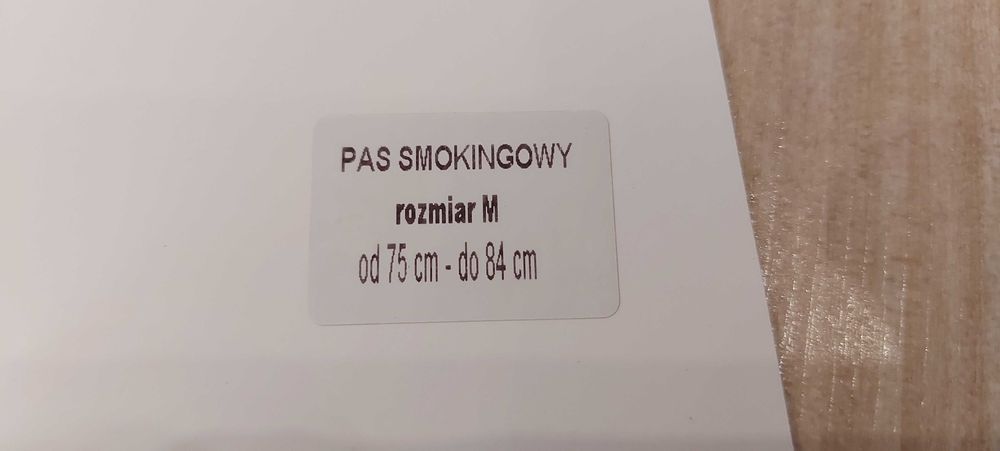 PAS SMOKINGOWY
rozmiar M
od 75 cm - do 84 cm